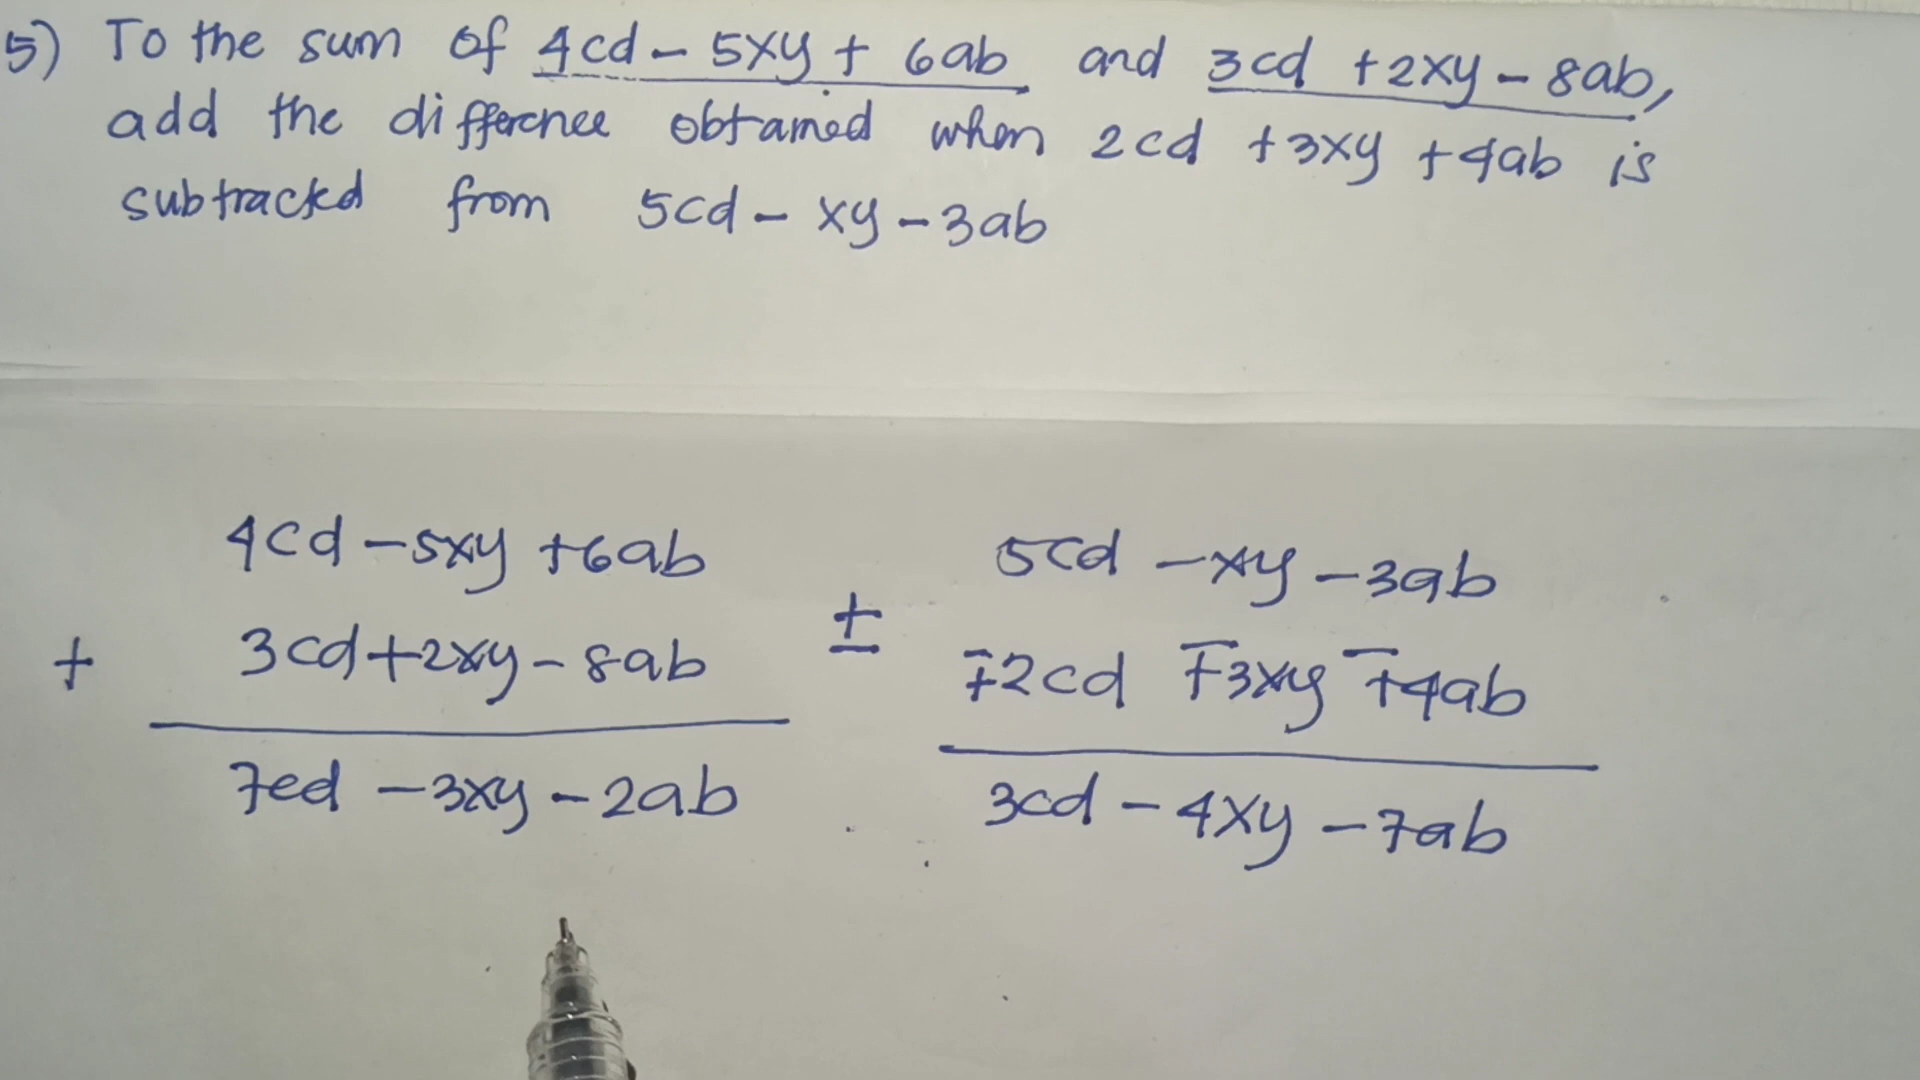 5) To the sum of 4cd - 5xy + 6ab and 3cd + 2xy - 8ab,
add the differnee obtained when 2cd + 3xy + 4ab is
subtracted from 5cd - xy - 3ab
4cd - 5xy + 6ab
+ 3cd + 2xy - 8ab
7cd - 3xy - 2ab
± 5cd - xy - 3ab
∓2cd ∓3xy ∓4ab
3cd - 4xy - 7ab